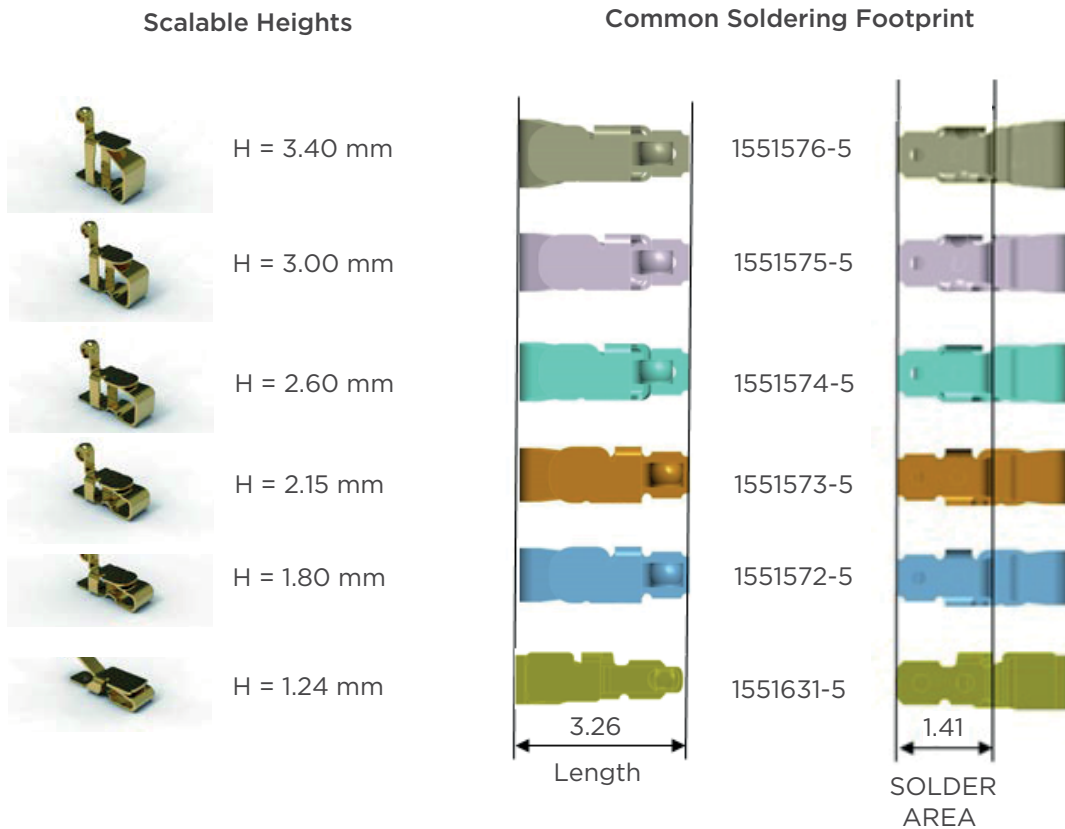 Scalable Heights
Common Soldering Footprint
H = 3.40 mm
1551576-5
H = 3.00 mm
1551575-5
H = 2.60 mm
1551574-5
H = 2.15 mm
1551573-5
H = 1.80 mm
1551572-5
H = 1.24 mm
1551631-5
3.26
1.41
Length
SOLDER
AREA